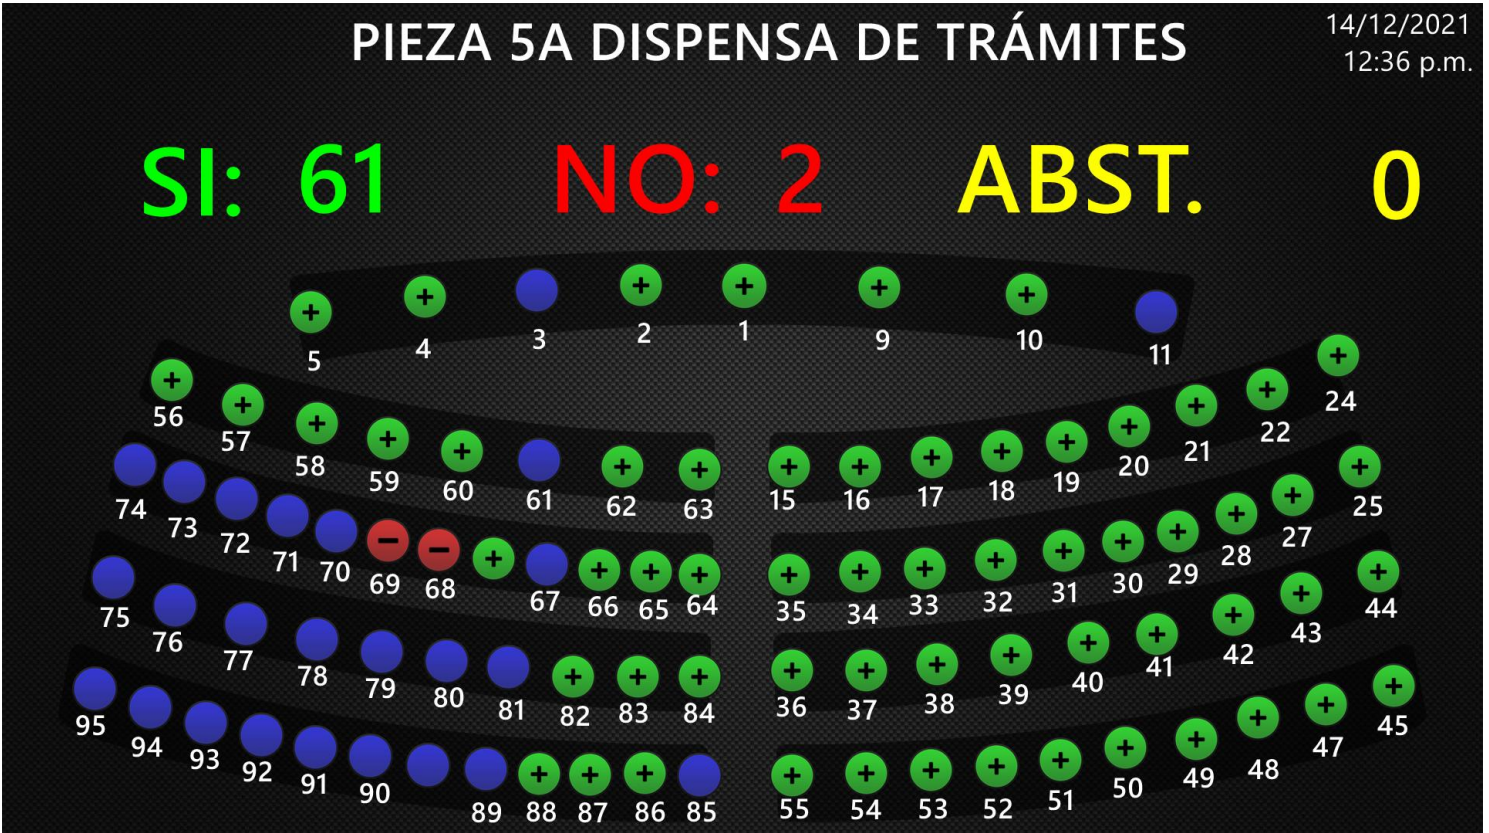 PIEZA 5A DISPENSA DE TRÁMITES
14/12/2021
12:36 p.m.
SI: 61 NO: 2 ABST. 0
5 4 3 2 1 9 10 11
56 57 58 59 60 61 62 63 15 16 17 18 19 20 21 22 24
74 73 72 71 70 69 68 67 66 65 64 35 34 33 32 31 30 29 28 27 25
75 76 77 78 79 80 81 82 83 84 36 37 38 39 40 41 42 43 44
95 94 93 92 91 90 89 88 87 86 85 55 54 53 52 51 50 49 48 47 45